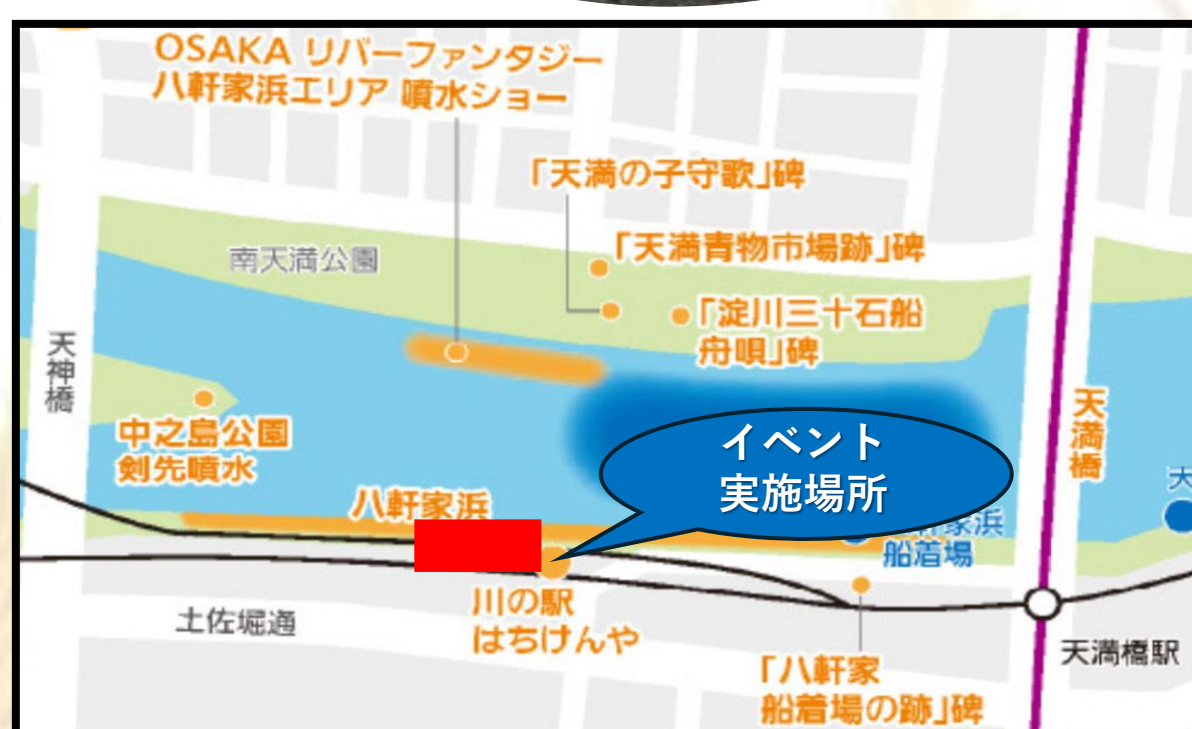 OSAKA リバーファンタジー
八軒家浜エリア 噴水ショー
「天満の子守歌」碑
「天満青物市場跡」碑
南天満公園
「淀川三十石船
舟唄」碑
天神橋
中之島公園
剣先噴水
天満橋
イベント
実施場所
八軒家浜
船着場
川の駅
はちけんや
土佐堀通
天満橋駅
「八軒家
船着場の跡」碑